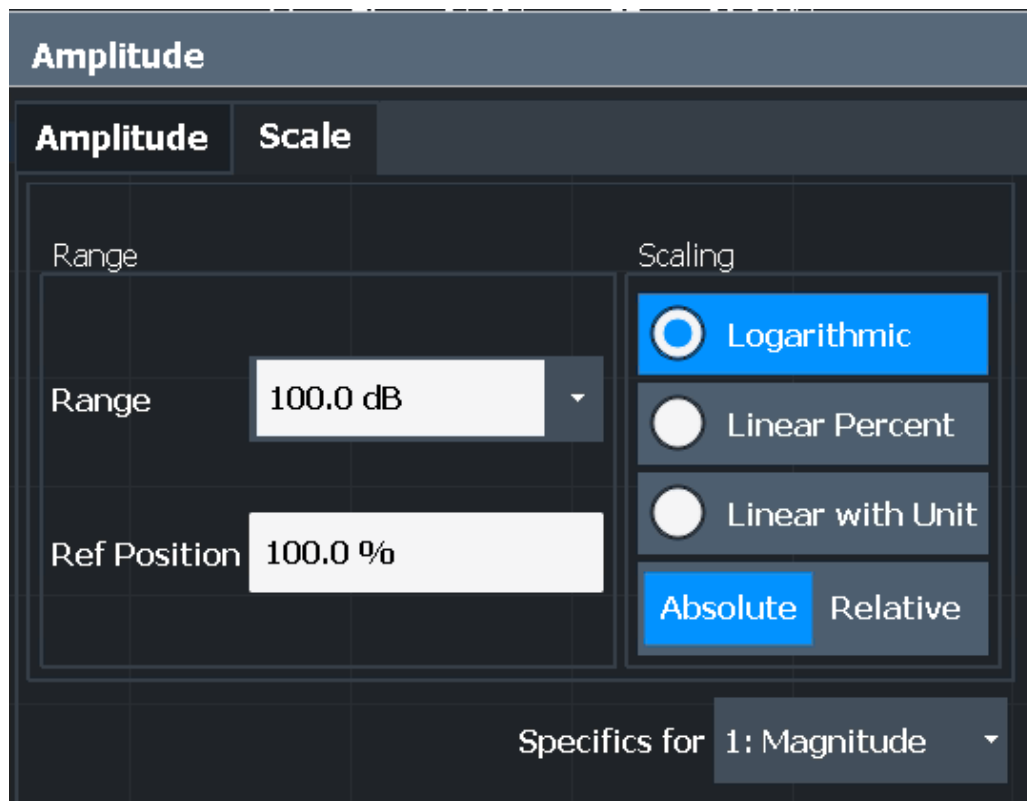 Amplitude
Amplitude Scale
Range
Scaling
Logarithmic
Range 100.0 dB
Linear Percent
Linear with Unit
Ref Position 100.0 %
Absolute Relative
Specifics for 1: Magnitude